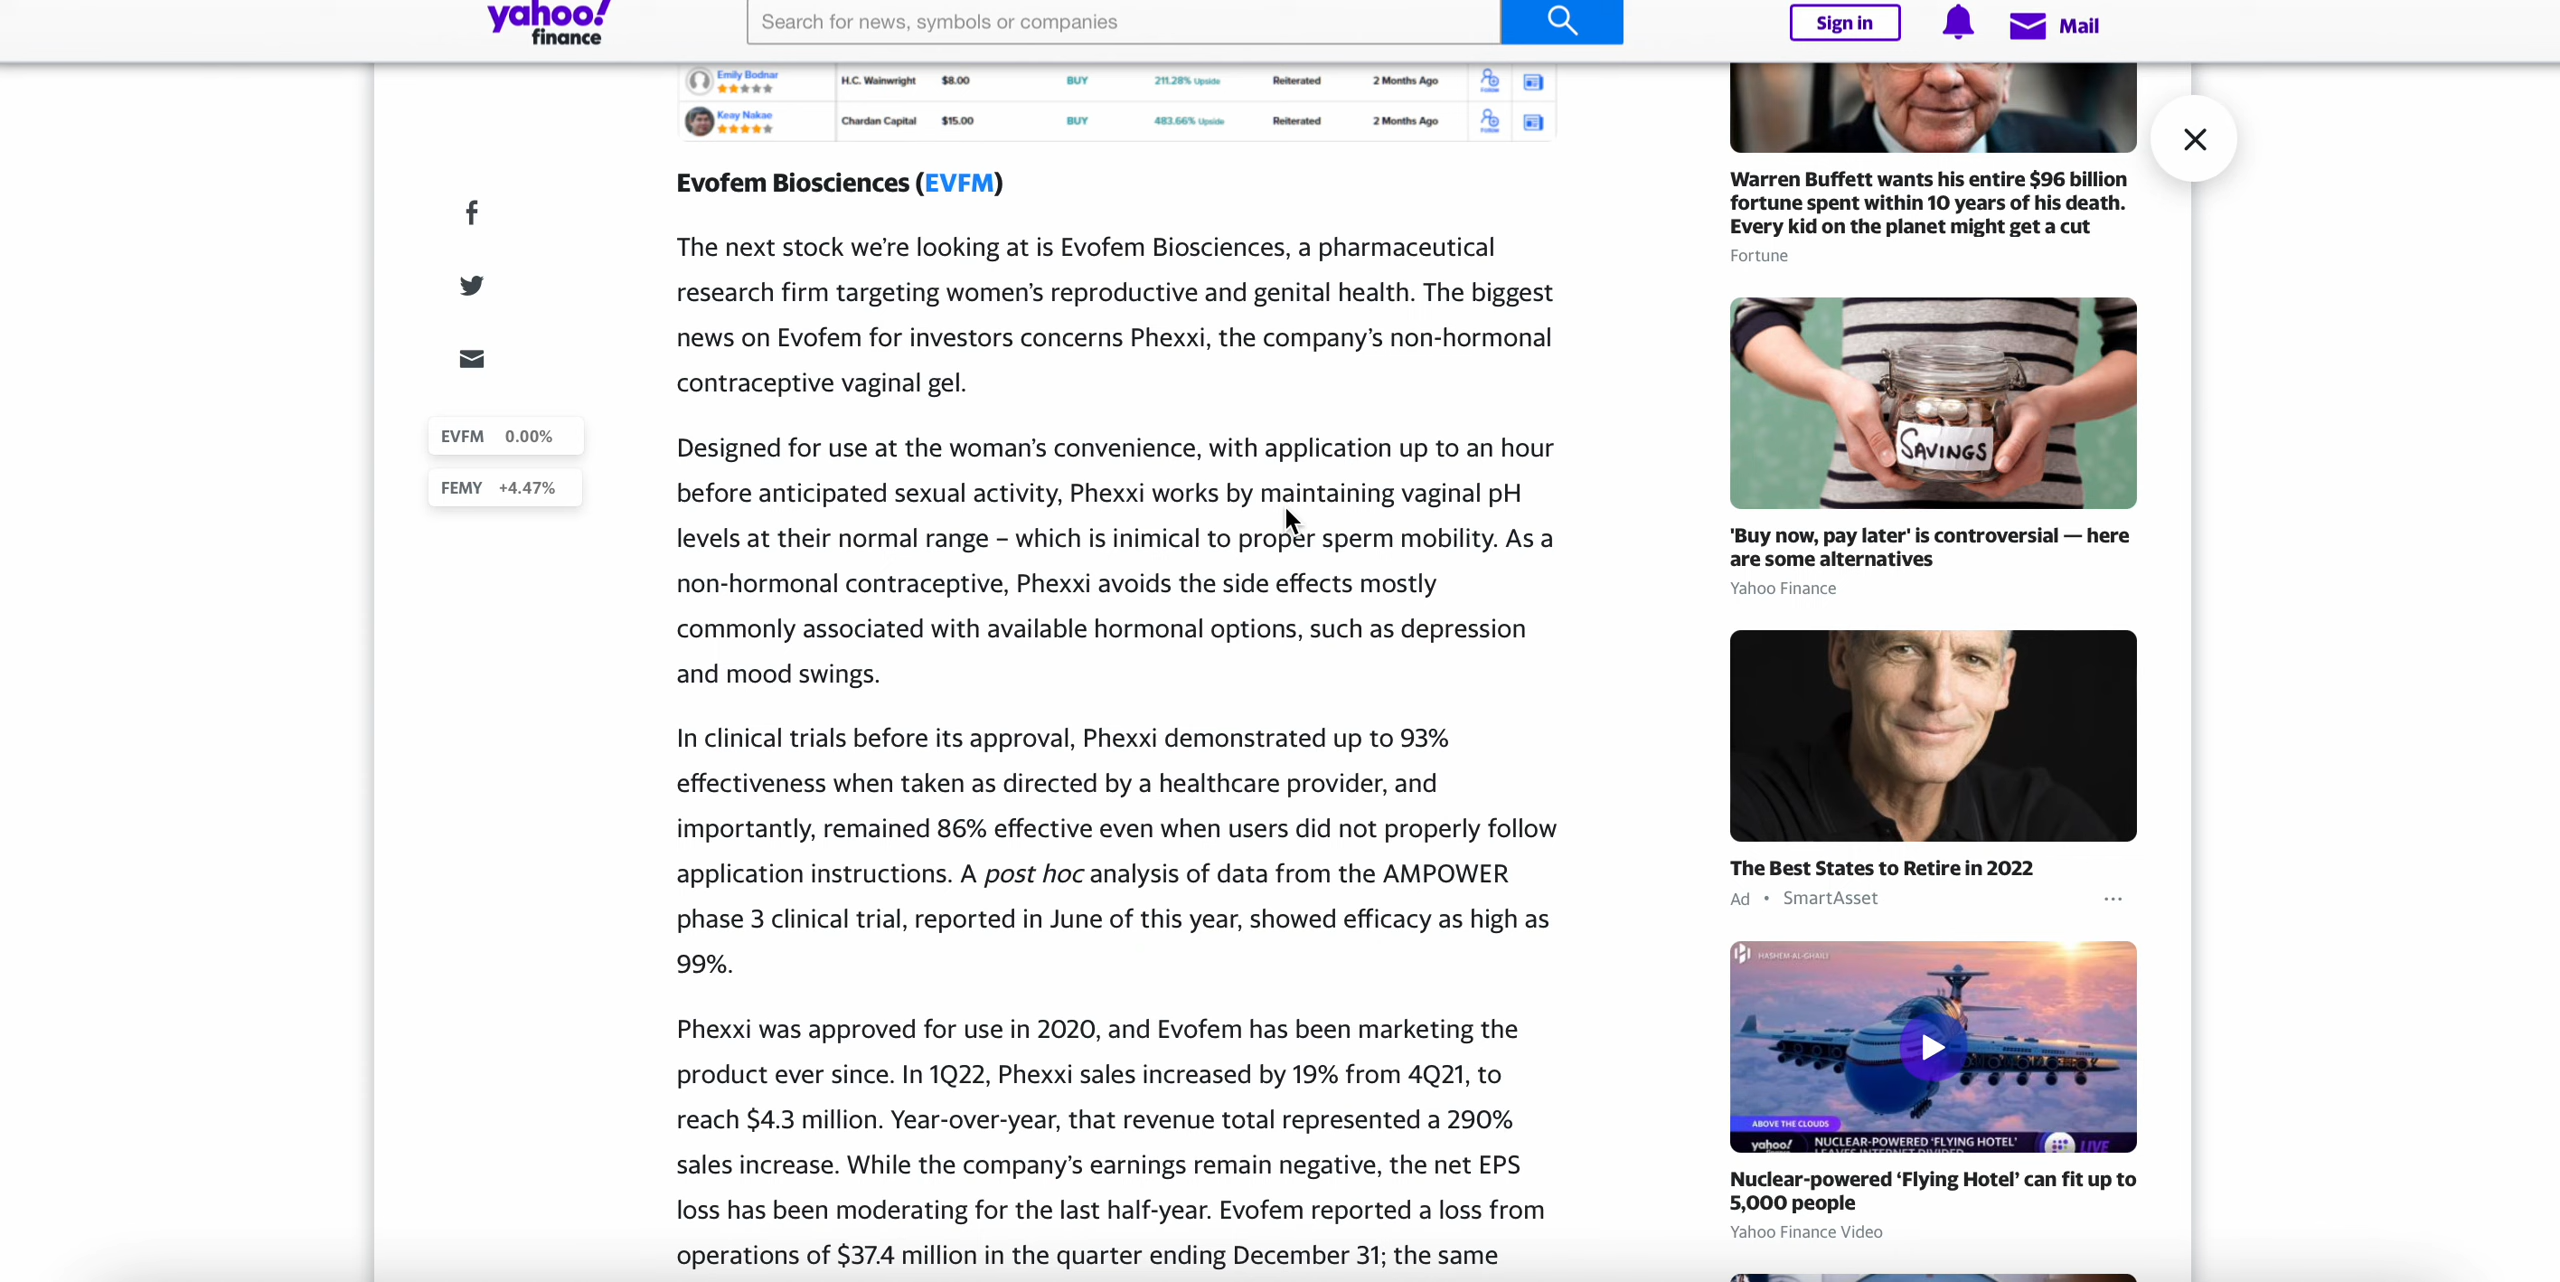 yahoo!
finance
Search for news, symbols or companies
Sign in
Mail
Emily Bodnar
H.C. Wainwright $8.00 BUY 211.28% Upside Reiterated 2 Months Ago
Follow
Keay Nakae
Chardan Capital $15.00 BUY 483.66% Upside Reiterated 2 Months Ago
Follow
Evofem Biosciences (EVFM)
The next stock we’re looking at is Evofem Biosciences, a pharmaceutical
research firm targeting women’s reproductive and genital health. The biggest
news on Evofem for investors concerns Phexxi, the company’s non-hormonal
contraceptive vaginal gel.
Designed for use at the woman’s convenience, with application up to an hour
before anticipated sexual activity, Phexxi works by maintaining vaginal pH
levels at their normal range – which is inimical to proper sperm mobility. As a
non-hormonal contraceptive, Phexxi avoids the side effects mostly
commonly associated with available hormonal options, such as depression
and mood swings.
In clinical trials before its approval, Phexxi demonstrated up to 93%
effectiveness when taken as directed by a healthcare provider, and
importantly, remained 86% effective even when users did not properly follow
application instructions. A post hoc analysis of data from the AMPOWER
phase 3 clinical trial, reported in June of this year, showed efficacy as high as
99%.
Phexxi was approved for use in 2020, and Evofem has been marketing the
product ever since. In 1Q22, Phexxi sales increased by 19% from 4Q21, to
reach $4.3 million. Year-over-year, that revenue total represented a 290%
sales increase. While the company’s earnings remain negative, the net EPS
loss has been moderating for the last half-year. Evofem reported a loss from
operations of $37.4 million in the quarter ending December 31; the same
EVFM 0.00%
FEMY +4.47%
Warren Buffett wants his entire $96 billion
fortune spent within 10 years of his death.
Every kid on the planet might get a cut
Fortune
SAVINGS
'Buy now, pay later' is controversial — here
are some alternatives
Yahoo Finance
The Best States to Retire in 2022
Ad • SmartAsset
HASHEM AL-GHAILI
ABOVE THE CLOUDS
yahoo! NUCLEAR-POWERED 'FLYING HOTEL' LIVE
LEAVES INTERNET DIVIDED
Nuclear-powered ‘Flying Hotel’ can fit up to
5,000 people
Yahoo Finance Video